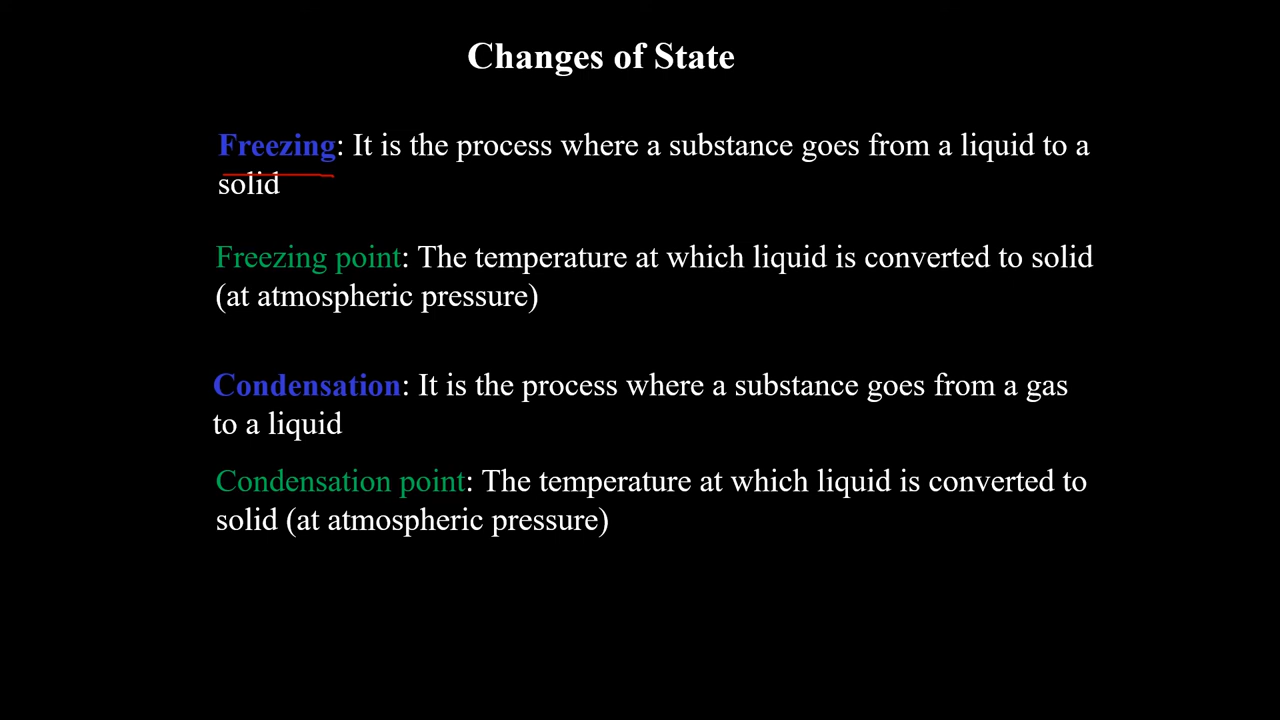 Changes of State
Freezing: It is the process where a substance goes from a liquid to a
solid
Freezing point: The temperature at which liquid is converted to solid
(at atmospheric pressure)
Condensation: It is the process where a substance goes from a gas
to a liquid
Condensation point: The temperature at which liquid is converted to
solid (at atmospheric pressure)